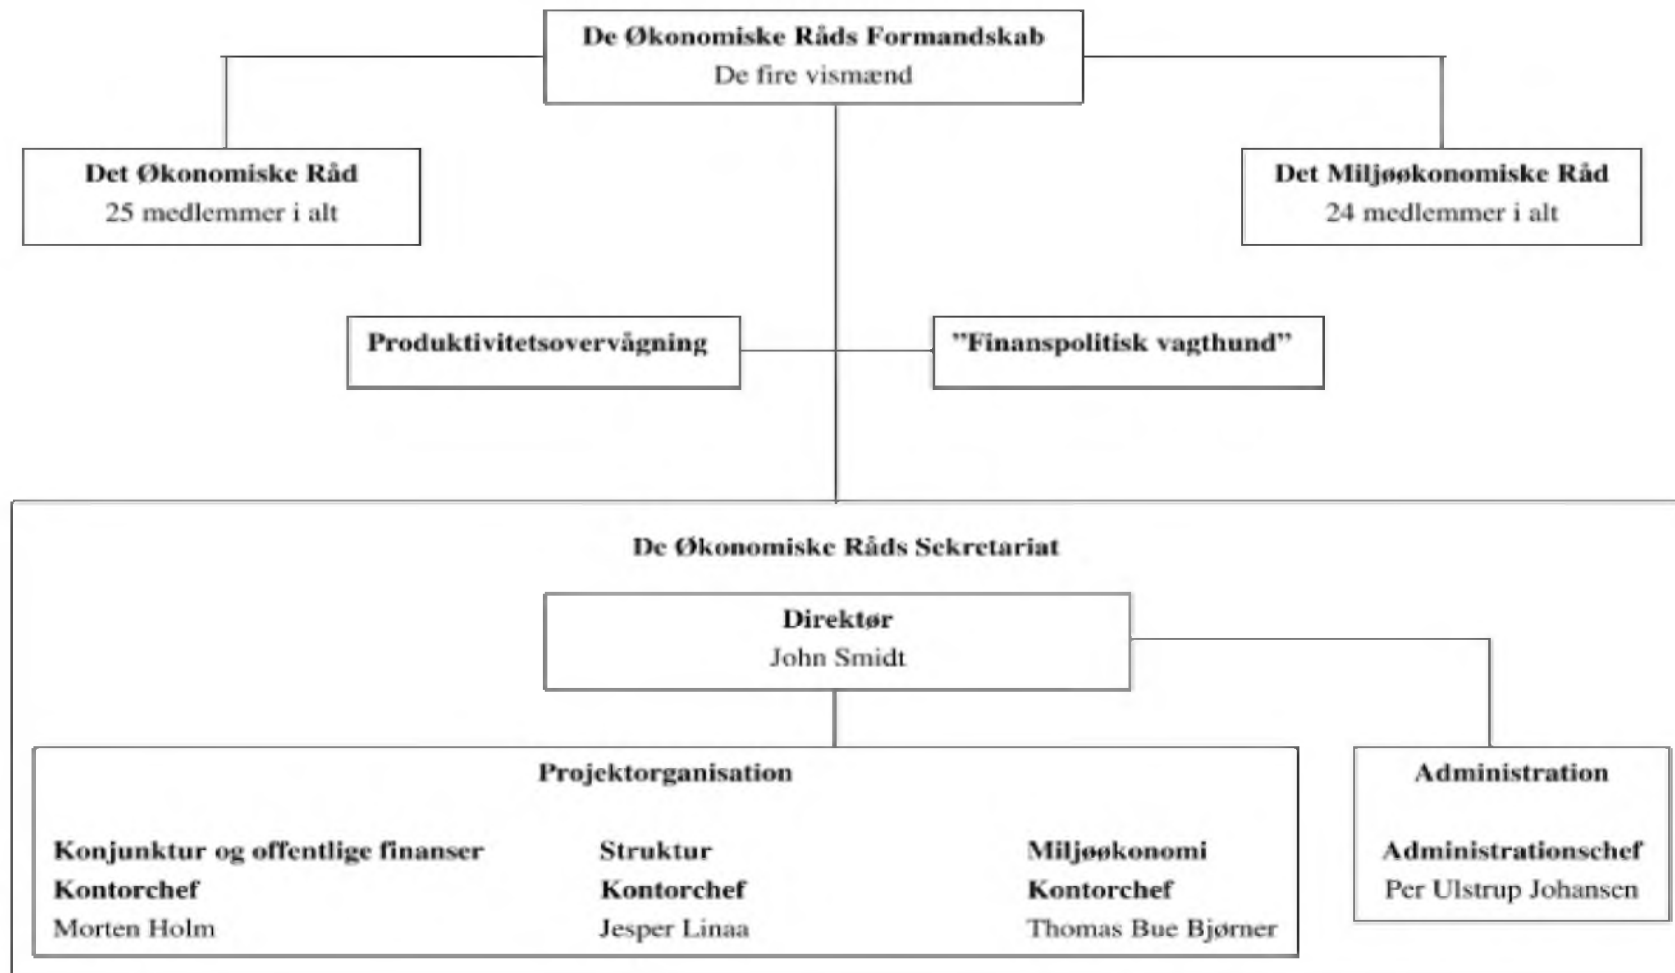 De Økonomiske Råds Formandskab
De fire vismænd
Det Økonomiske Råd
25 medlemmer i alt
Det Miljøøkonomiske Råd
24 medlemmer i alt
Produktivitetsovervågning
”Finanspolitisk vagthund”
De Økonomiske Råds Sekretariat
Direktør
John Smidt
Projektorganisation
Konjunktur og offentlige finanser
Kontorchef
Morten Holm
Struktur
Kontorchef
Jesper Linaa
Miljøøkonomi
Kontorchef
Thomas Bue Bjørner
Administration
Administrationschef
Per Ulstrup Johansen